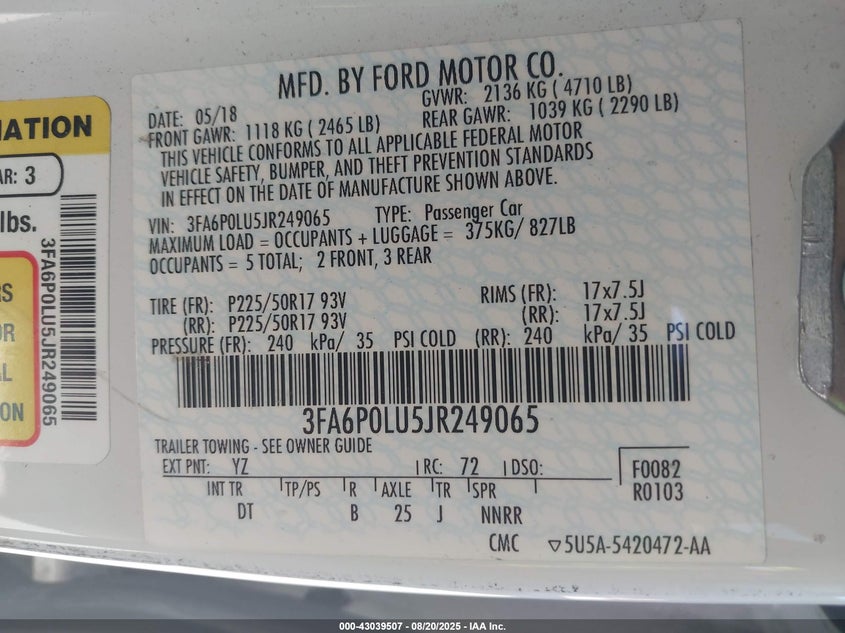 MFD. BY FORD MOTOR CO.
DATE: 05/18 GVWR: 2136 KG ( 4710 LB)
FRONT GAWR: 1118 KG ( 2465 LB) REAR GAWR: 1039 KG ( 2290 LB)
THIS VEHICLE CONFORMS TO ALL APPLICABLE FEDERAL MOTOR
VEHICLE SAFETY, BUMPER, AND THEFT PREVENTION STANDARDS
IN EFFECT ON THE DATE OF MANUFACTURE SHOWN ABOVE.
VIN: 3FA6P0LU5JR249065 TYPE: Passenger Car
MAXIMUM LOAD = OCCUPANTS + LUGGAGE = 375KG/ 827LB
OCCUPANTS = 5 TOTAL; 2 FRONT, 3 REAR
TIRE (FR): P225/50R17 93V RIMS (FR): 17x7.5J
(RR): P225/50R17 93V (RR): 17x7.5J
PRESSURE (FR): 240 kPa/ 35 PSI COLD (RR): 240 kPa/ 35 PSI COLD
3FA6P0LU5JR249065
TRAILER TOWING - SEE OWNER GUIDE
EXT PNT: YZ RC: 72 DSO: F0082
INT TR TP/PS R AXLE TR SPR R0103
DT B 25 J NNRR
CMC ▽5U5A-5420472-AA
MATION
AR: 3
lbs.
3FA6P0LU5JR249065
RS
OR
AL
ION
000-43039507 - 08/20/2025 - IAA Inc.